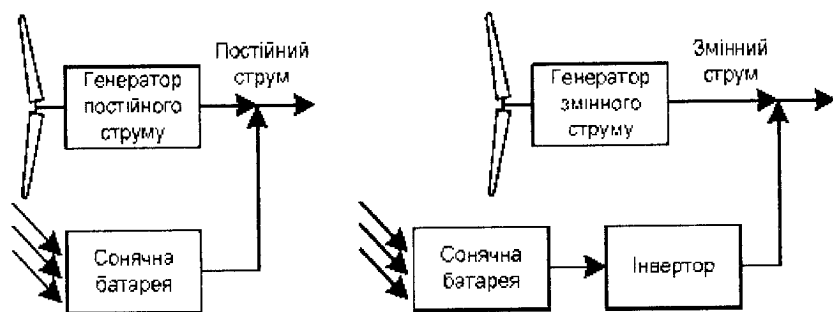 Постійний
струм
Генератор
постійного
струму
Сонячна
батарея
Змінний
струм
Генератор
змінного
струму
Сонячна
батарея
Інвертор